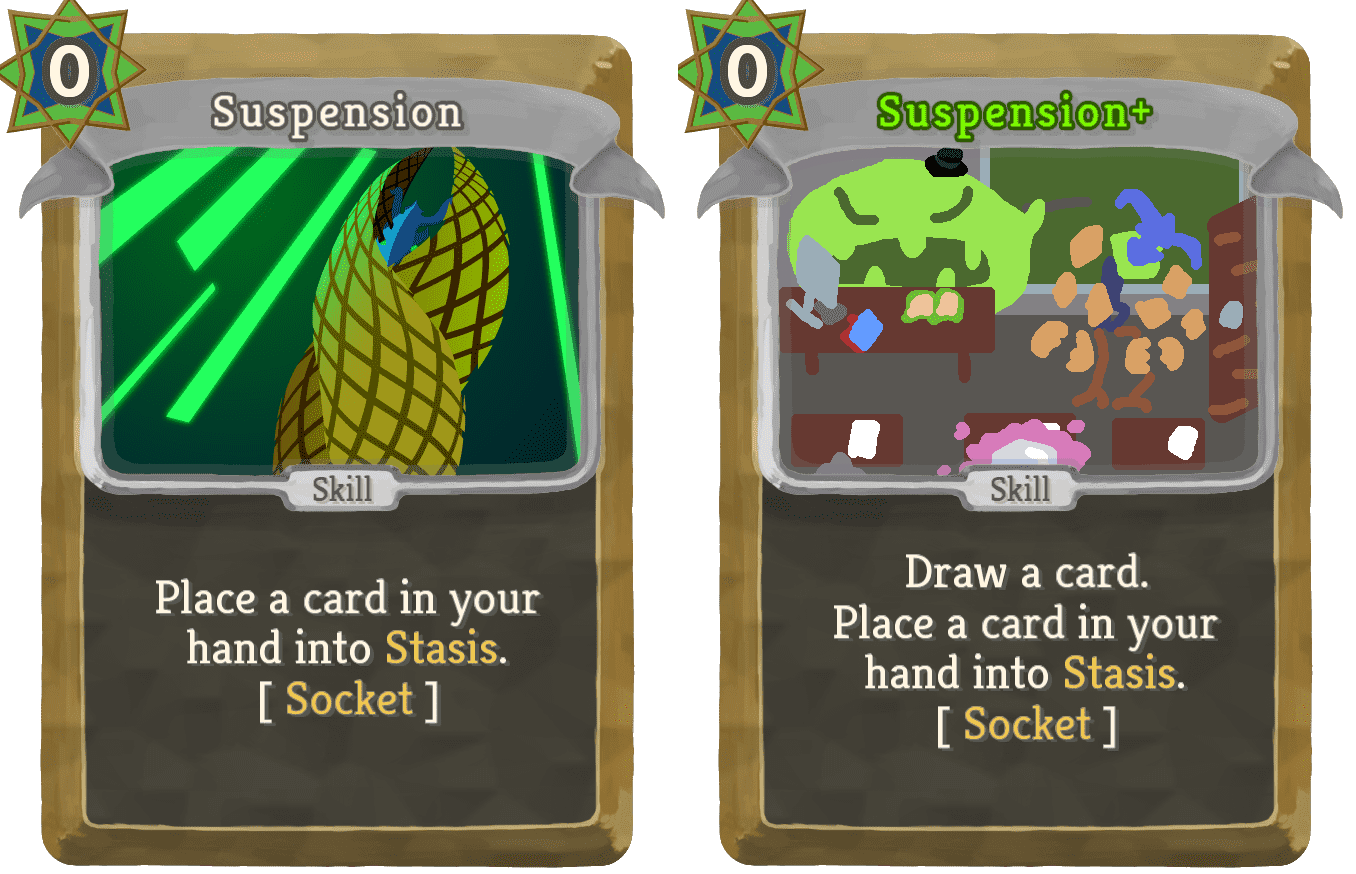 0
Suspension
Skill
Place a card in your
hand into Stasis.
[ Socket ]
0
Suspension+
Skill
Draw a card.
Place a card in your
hand into Stasis.
[ Socket ]